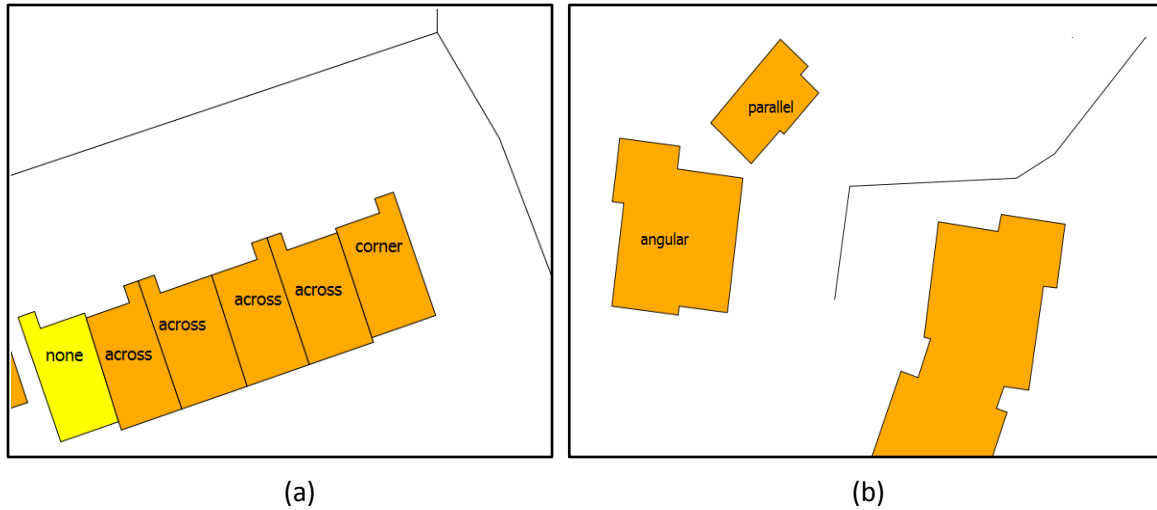 none
across
across
across
across
corner
parallel
angular
(a)
(b)